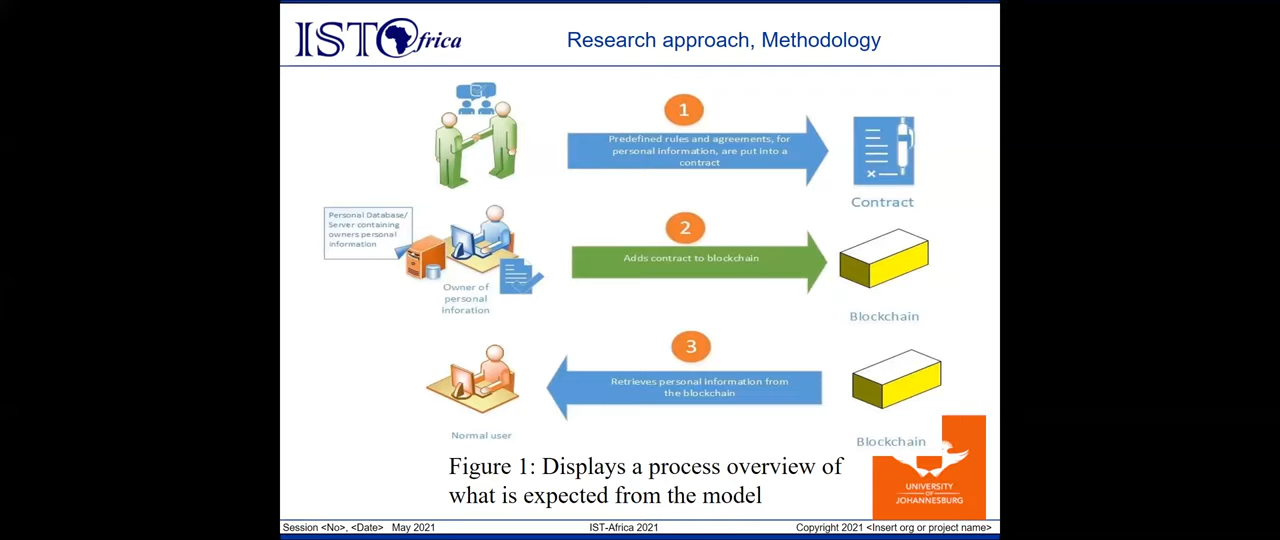 ISTAfrica
Research approach, Methodology
1
Predefined rules and agreements, for
personal information, are put into a
contract
Contract
Personal Database/
Server containing
owners personal
information
2
Adds contract to blockchain
Owner of
personal
inforation
Blockchain
3
Retrieves personal information from
the blockchain
Normal user
Blockchain
Figure 1: Displays a process overview of
what is expected from the model
UNIVERSITY
OF
JOHANNESBURG
Session <No>, <Date> May 2021
IST-Africa 2021
Copyright 2021 <Insert org or project name>